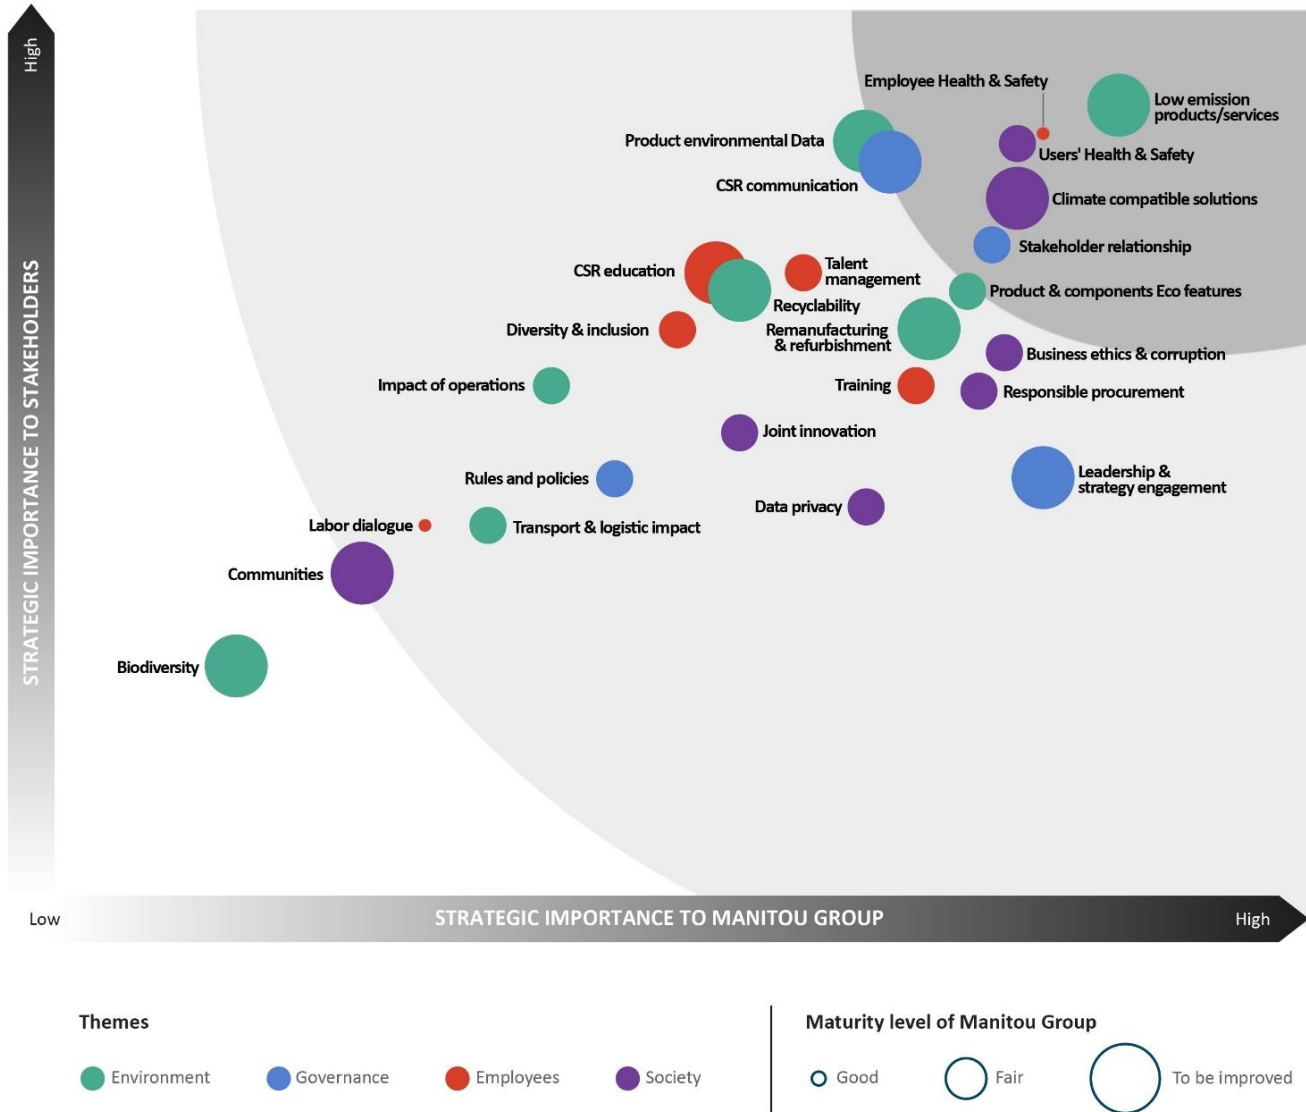 High
STRATEGIC IMPORTANCE TO STAKEHOLDERS
Employee Health & Safety
Low emission
products/services
Product environmental Data
Users' Health & Safety
CSR communication
Climate compatible solutions
Stakeholder relationship
CSR education
Talent
management
Product & components Eco features
Recyclability
Diversity & inclusion
Remanufacturing
& refurbishment
Business ethics & corruption
Impact of operations
Training
Responsible procurement
Joint innovation
Rules and policies
Leadership &
strategy engagement
Data privacy
Labor dialogue
Transport & logistic impact
Communities
Biodiversity
Low
STRATEGIC IMPORTANCE TO MANITOU GROUP
High
Themes
Environment
Governance
Employees
Society
Maturity level of Manitou Group
Good
Fair
To be improved